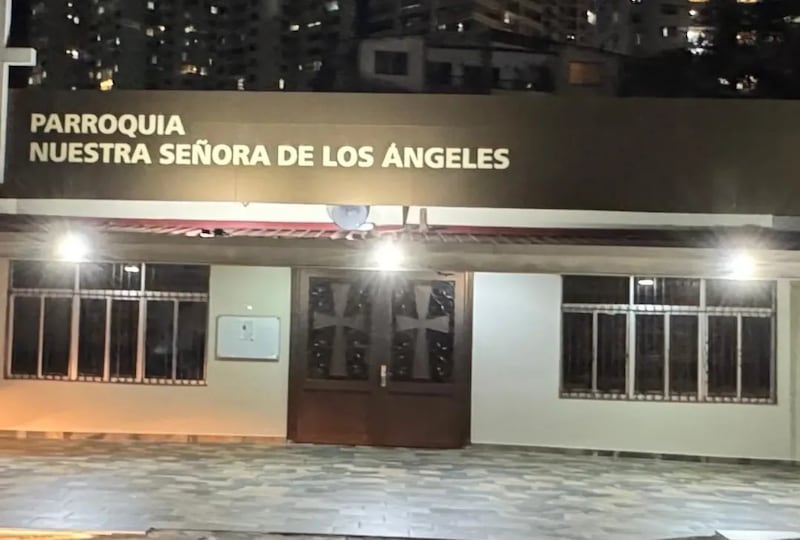 PARROQUIA
NUESTRA SEÑORA DE LOS ÁNGELES